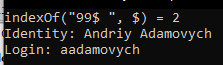 indexOf("99$ ", $) = 2
Identity: Andriy Adamovych
Login: aadamovych